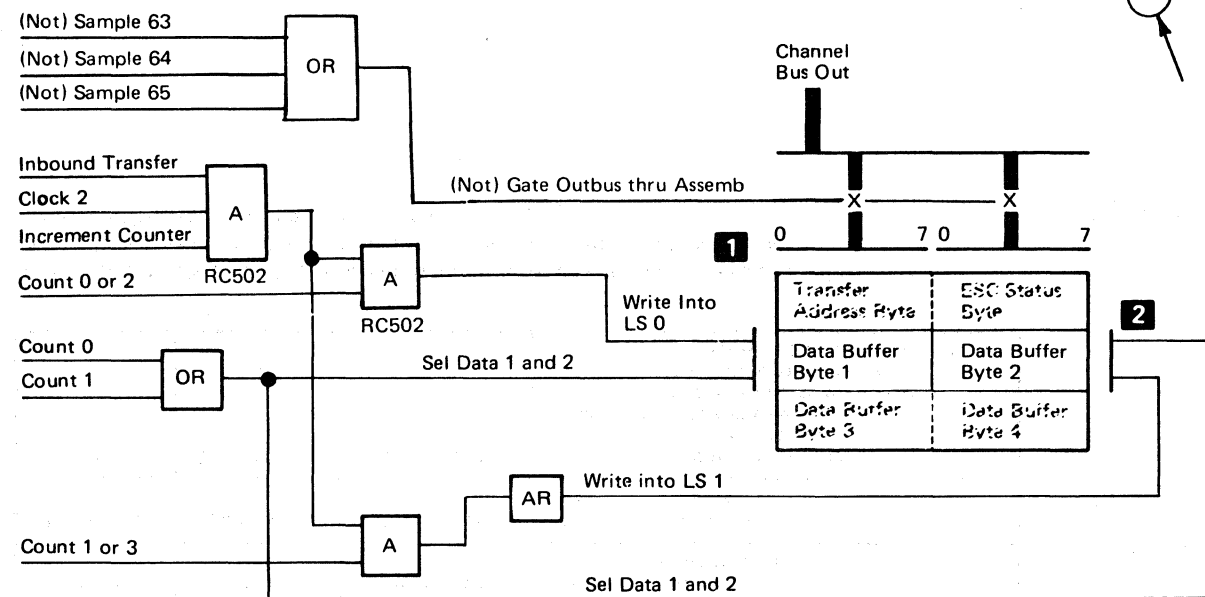 (Not) Sample 63
(Not) Sample 64
(Not) Sample 65
OR
Channel
Bus Out
Inbound Transfer
Clock 2
Increment Counter
A
RC502
(Not) Gate Outbus thru Assemb
X
X
1
0
7
0
7
Count 0 or 2
A
RC502
Write Into
LS 0
Transfer
Address Byte
ESC Status
Byte
2
Count 0
Count 1
OR
Sel Data 1 and 2
Data Buffer
Byte 1
Data Buffer
Byte 2
Data Buffer
Byte 3
Data Buffer
Byte 4
AR
Write into LS 1
Count 1 or 3
A
Sel Data 1 and 2